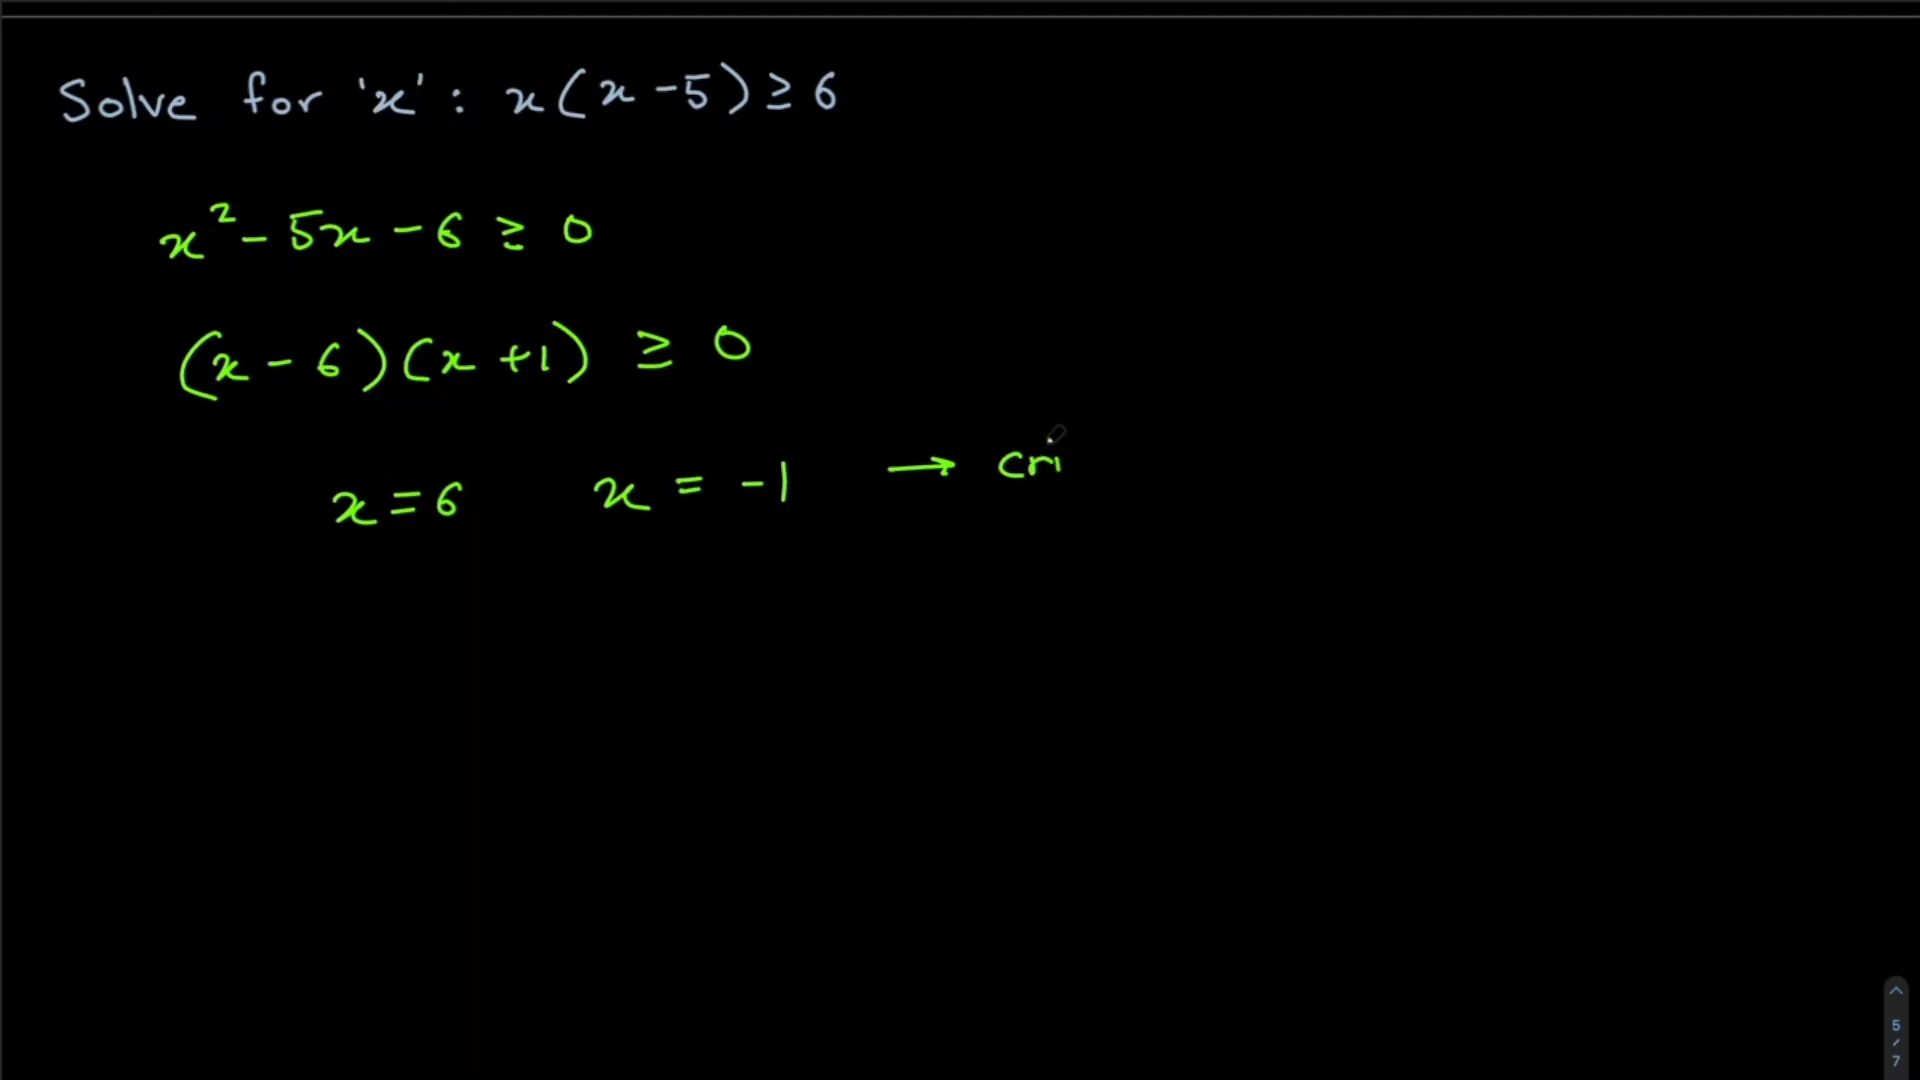 Solve for 'x' : x(x-5) ≥ 6
x² - 5x - 6 ≥ 0
(x - 6)(x + 1) ≥ 0
x = 6 x = -1 → cri
5
/
7